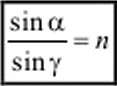 sin α / sin γ = n